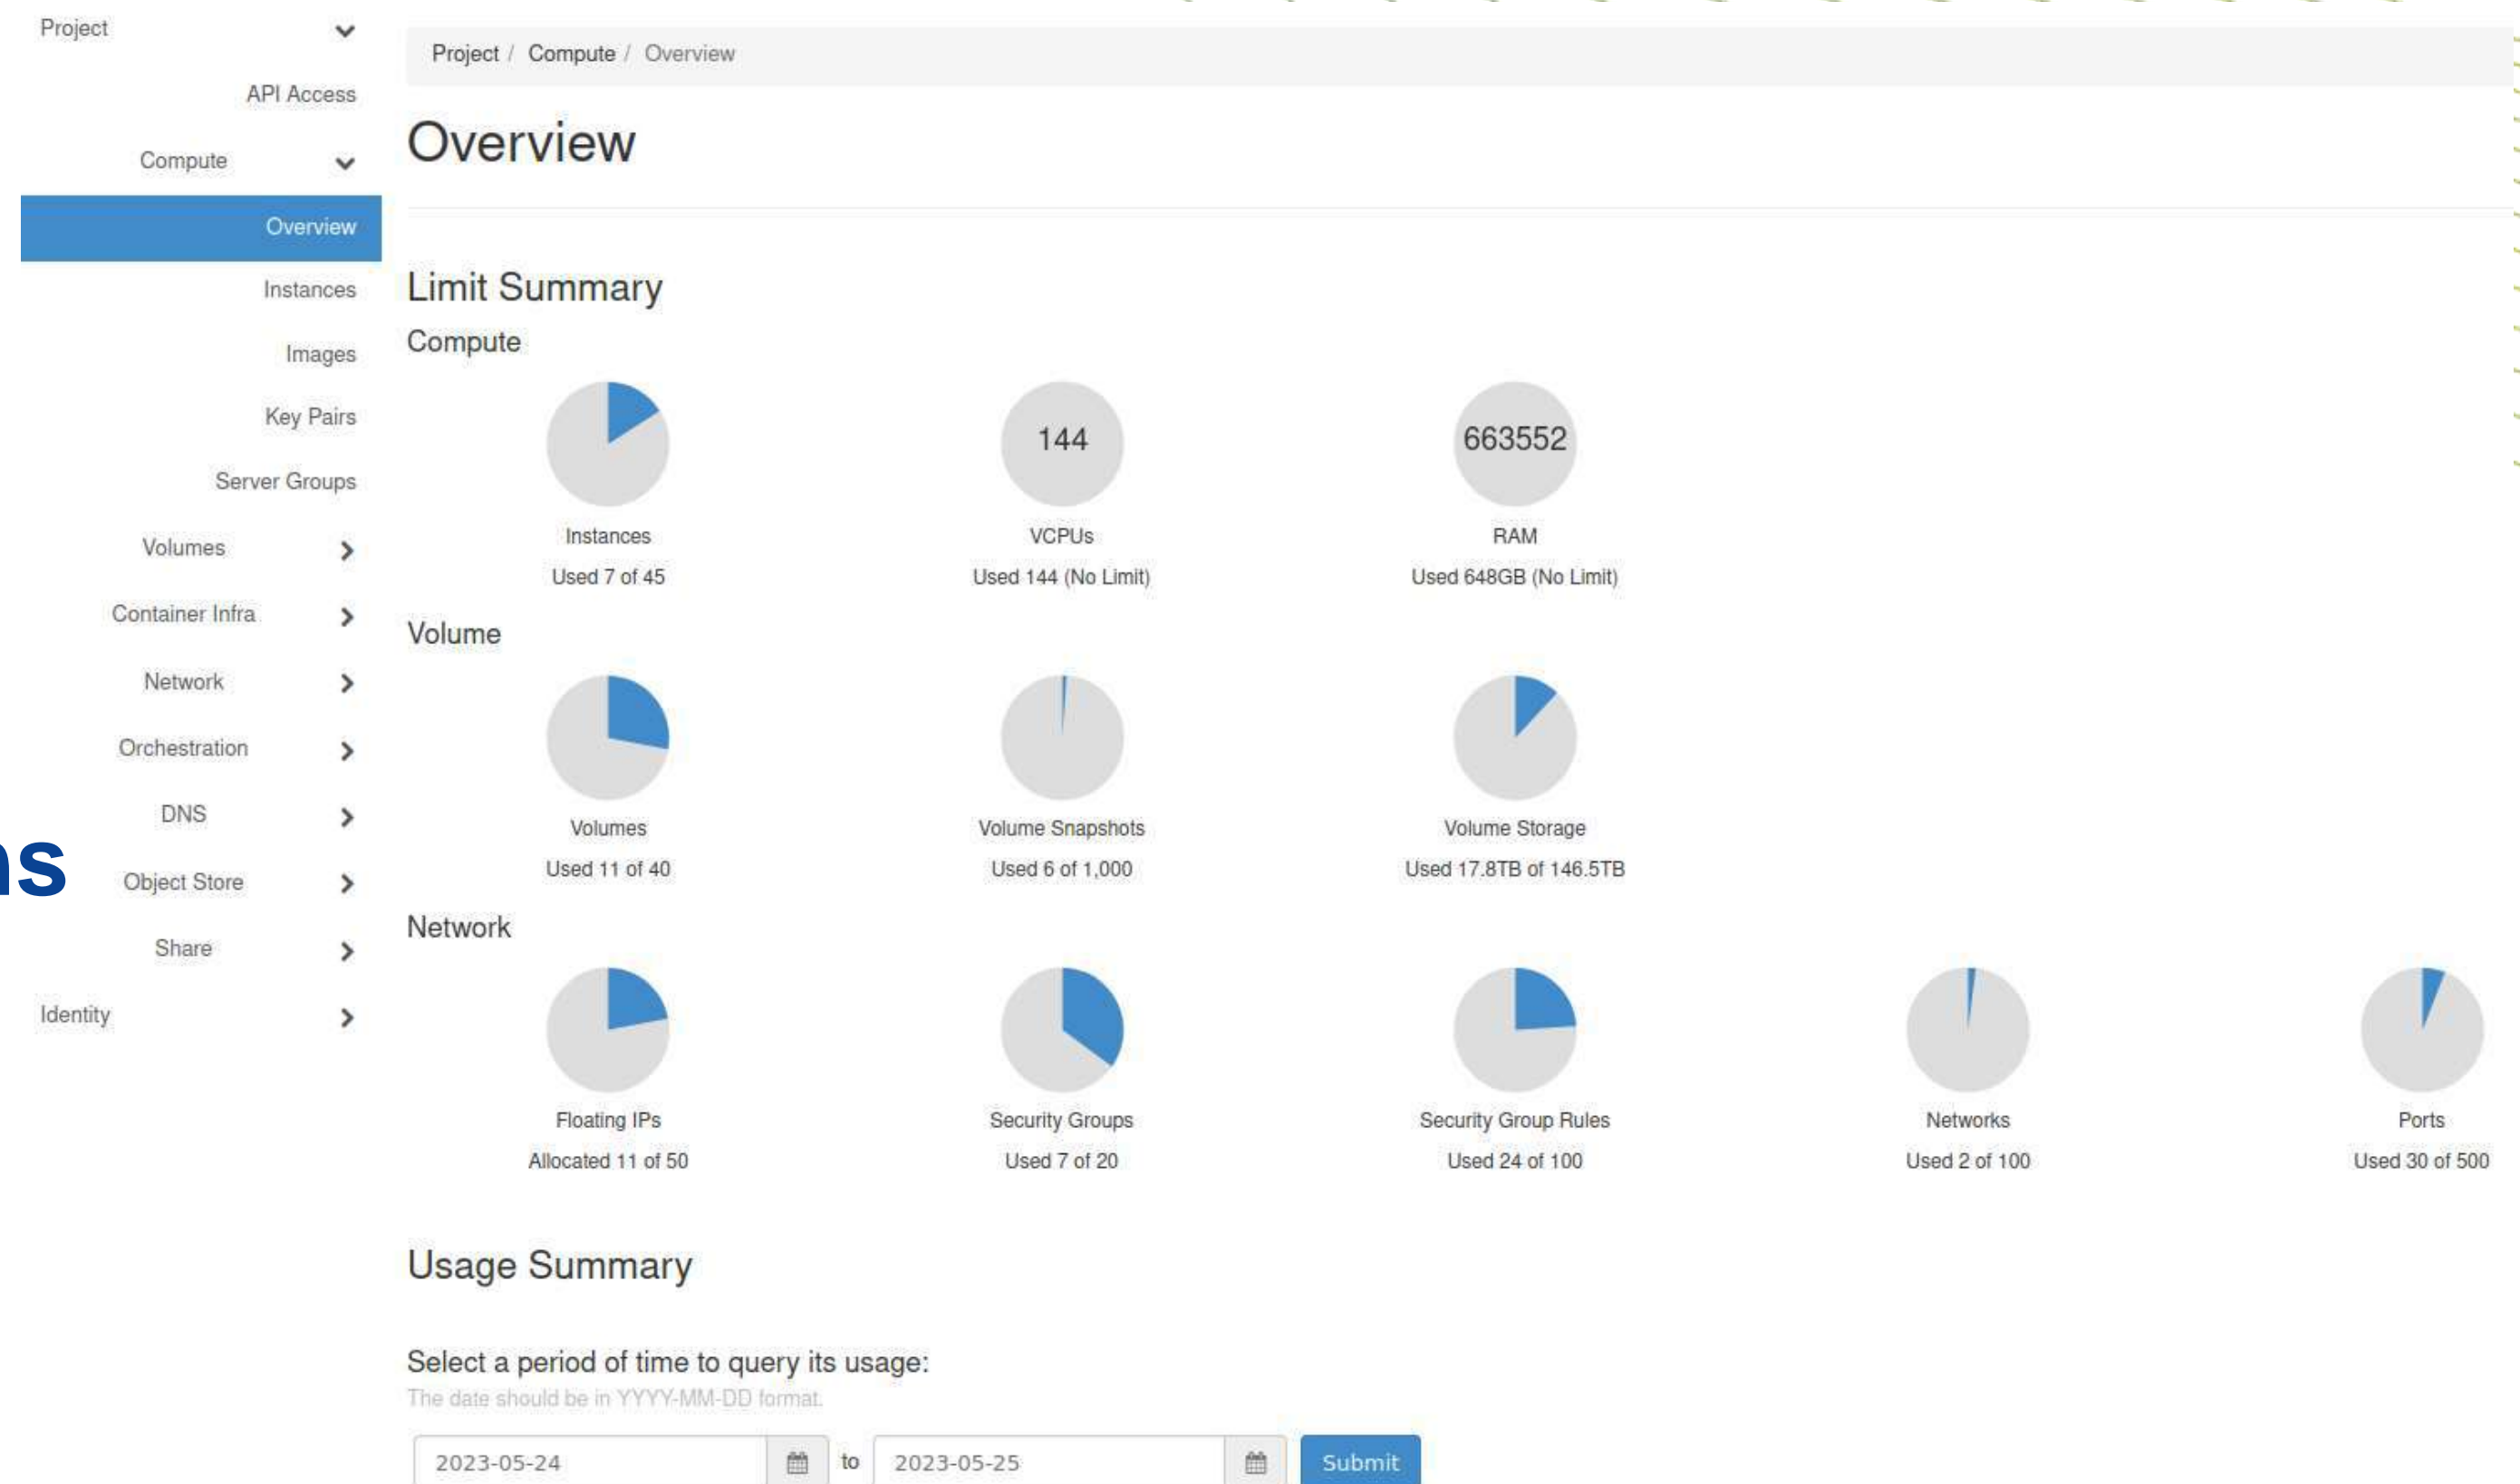 Project
API Access
Compute
Overview
Instances
Images
Key Pairs
Server Groups
Volumes
Container Infra
Network
Orchestration
DNS
ns
Object Store
Share
Identity
Project / Compute / Overview
Overview
Limit Summary
Compute
144 663552
Instances VCPUs RAM
Used 7 of 45 Used 144 (No Limit) Used 648GB (No Limit)
Volume
Volumes Volume Snapshots Volume Storage
Used 11 of 40 Used 6 of 1,000 Used 17.8TB of 146.5TB
Network
Floating IPs Security Groups Security Group Rules Networks Ports
Allocated 11 of 50 Used 7 of 20 Used 24 of 100 Used 2 of 100 Used 30 of 500
Usage Summary
Select a period of time to query its usage:
The date should be in YYYY-MM-DD format.
2023-05-24 to 2023-05-25 Submit